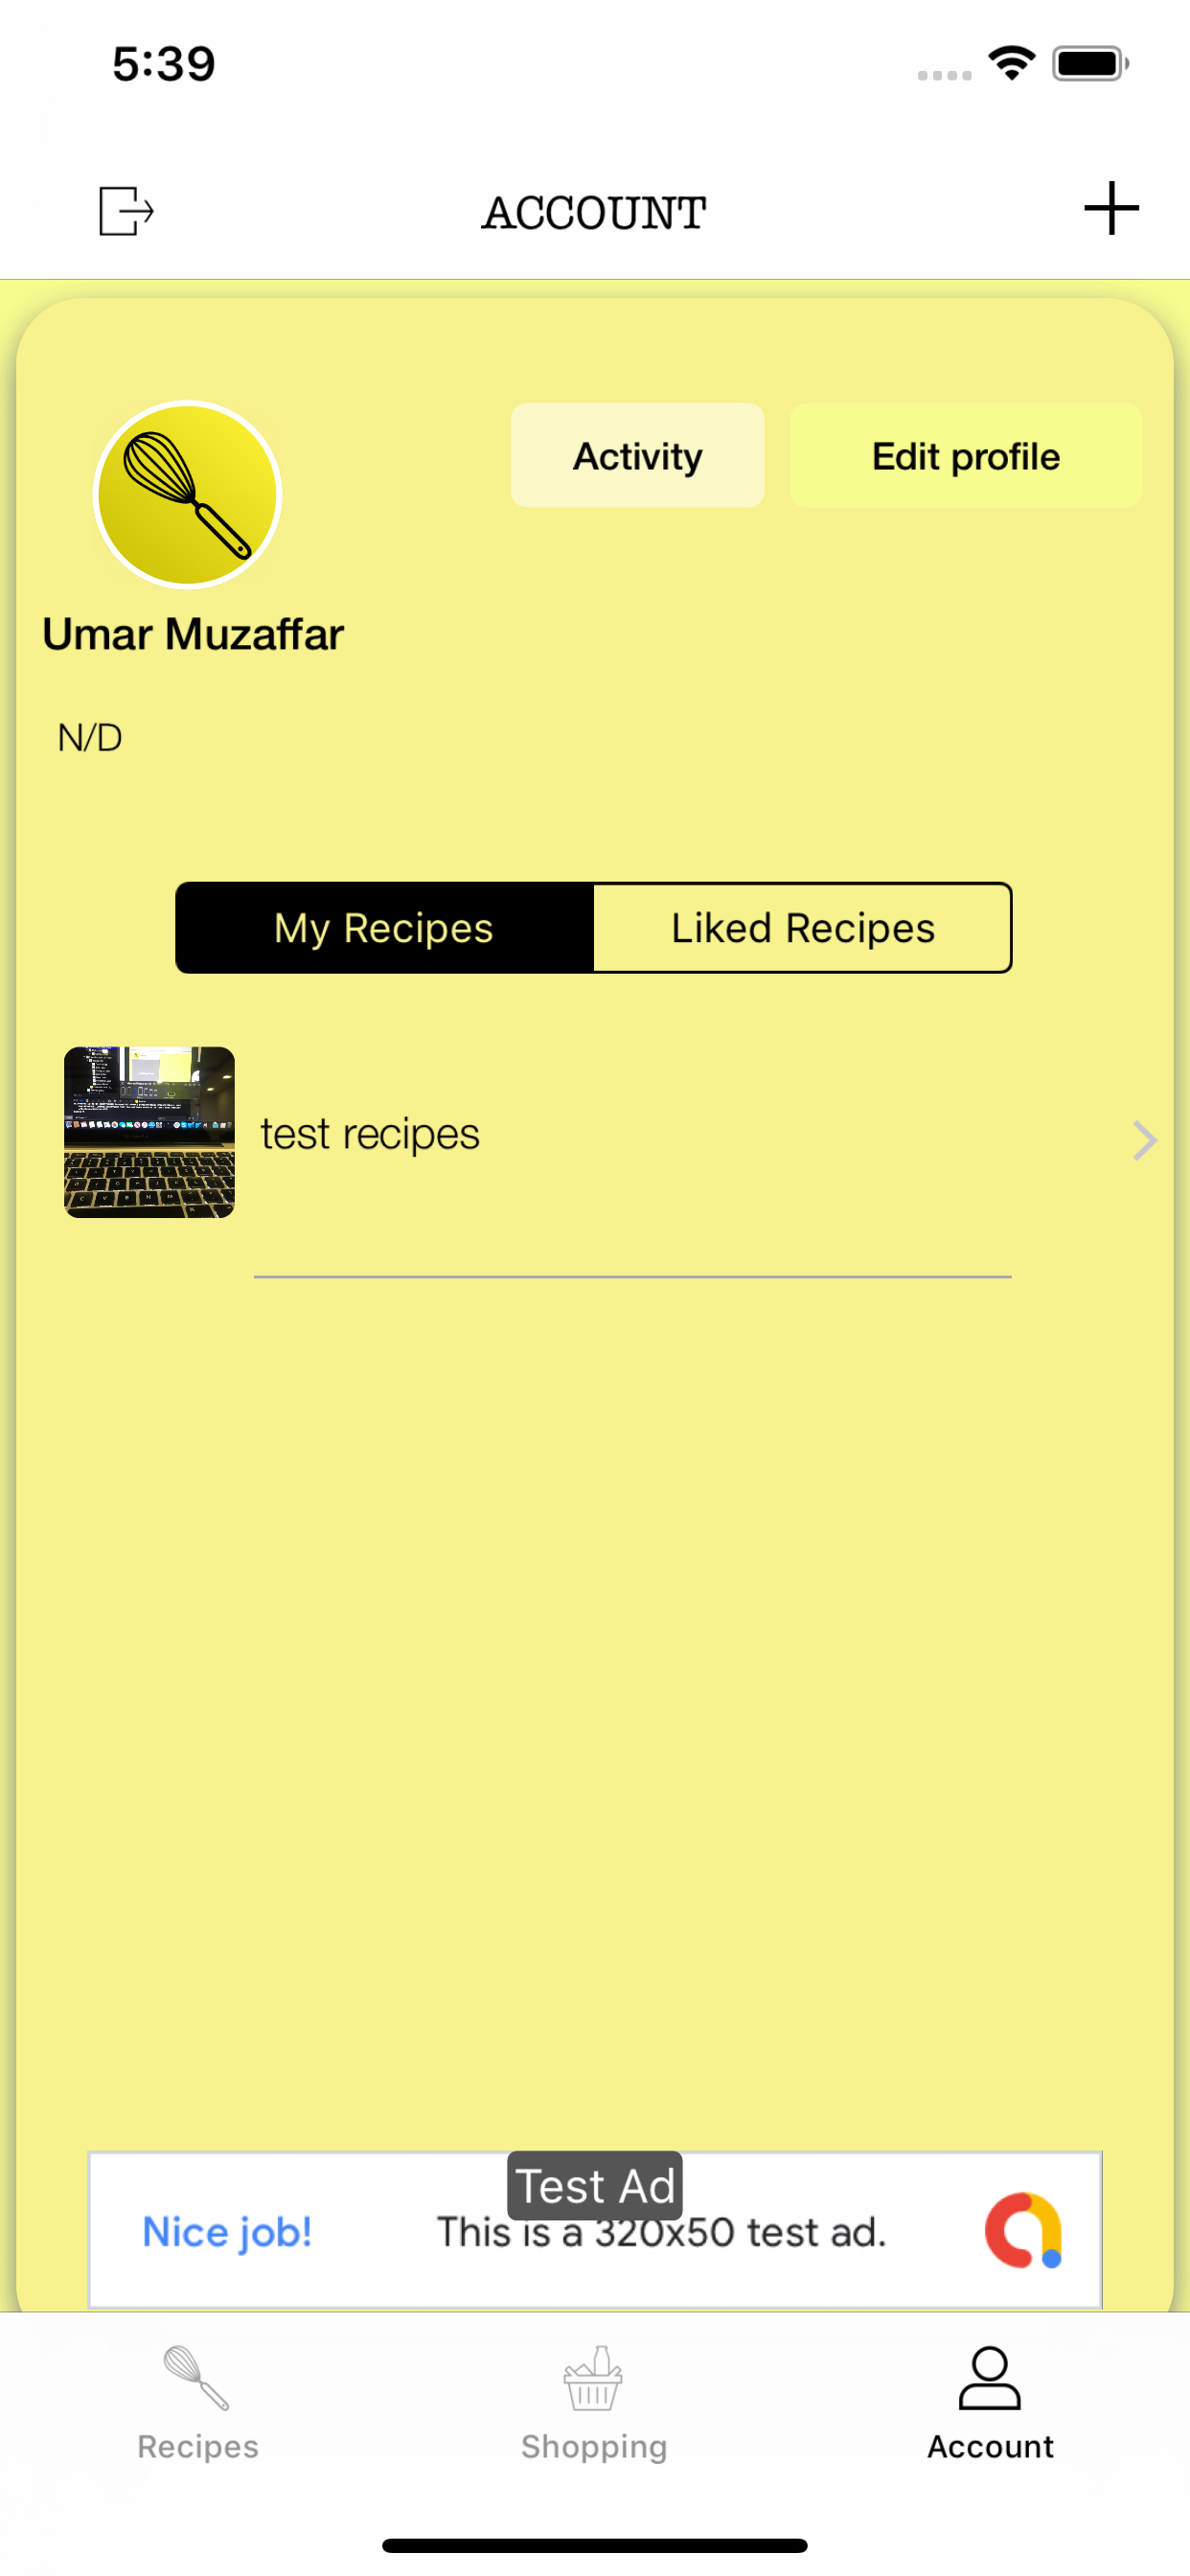 5:39
ACCOUNT
Activity
Edit profile
Umar Muzaffar
N/D
My Recipes
Liked Recipes
test recipes
Test Ad
Nice job!
This is a 320x50 test ad.
Recipes
Shopping
Account